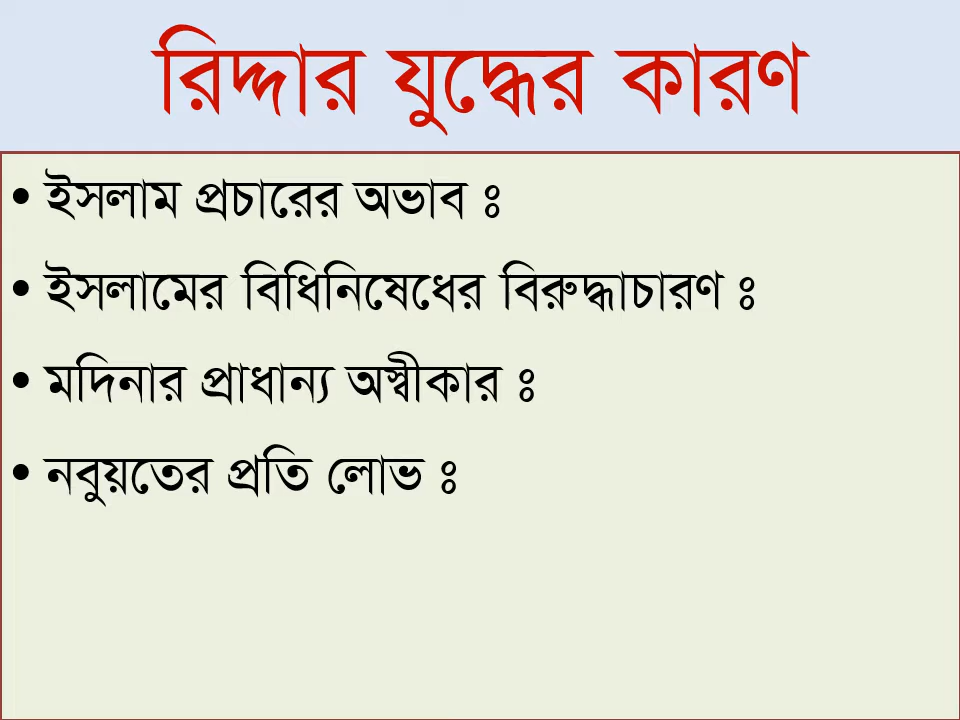 রিদ্দার যুদ্ধের কারণ
• ইসলাম প্রচারের অভাব ঃ
• ইসলামের বিধিনিষেধের বিরুদ্ধাচারণ ঃ
• মদিনার প্রাধান্য অস্বীকার ঃ
• নবুয়তের প্রতি লোভ ঃ